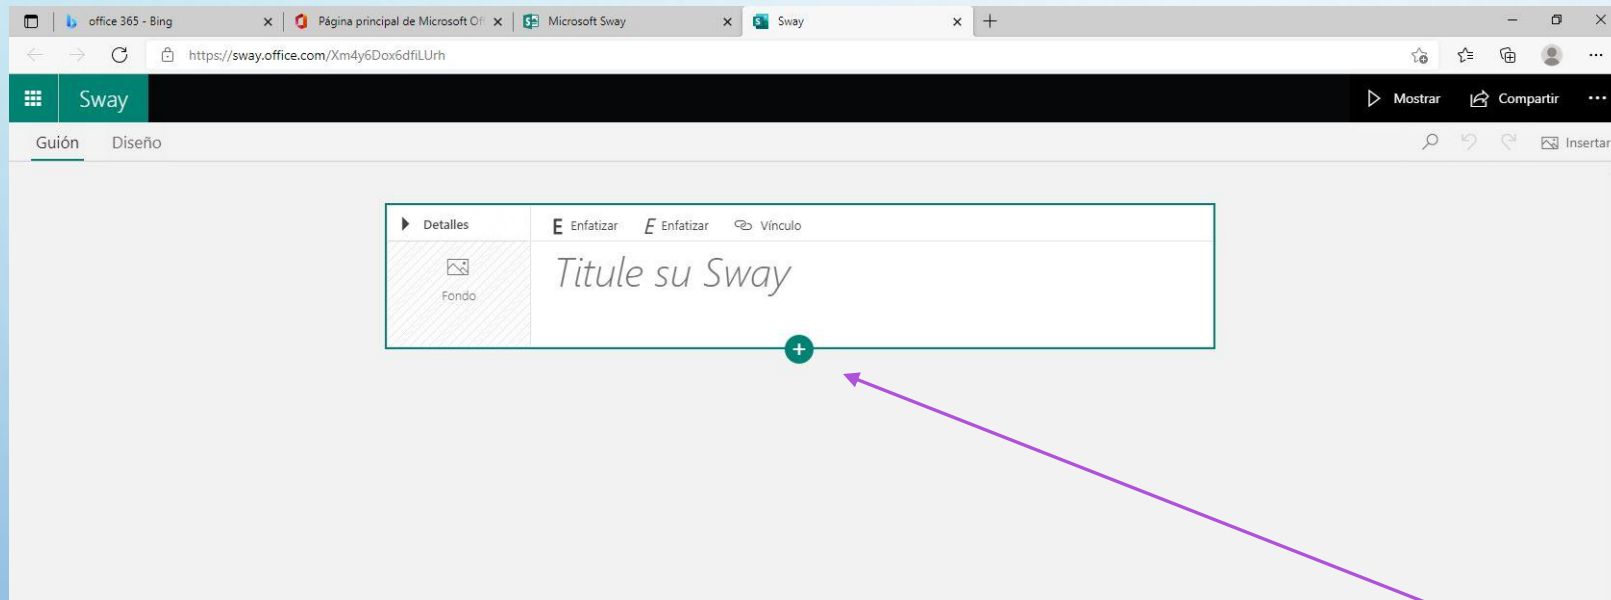 office 365 - Bing
Página principal de Microsoft Of
Microsoft Sway
Sway
https://sway.office.com/Xm4y6Dox6dfiLUrh
Sway
Mostrar
Compartir
Guión
Diseño
Insertar
Detalles
E Enfatizar
E Enfatizar
Vínculo
Fondo
Titule su Sway